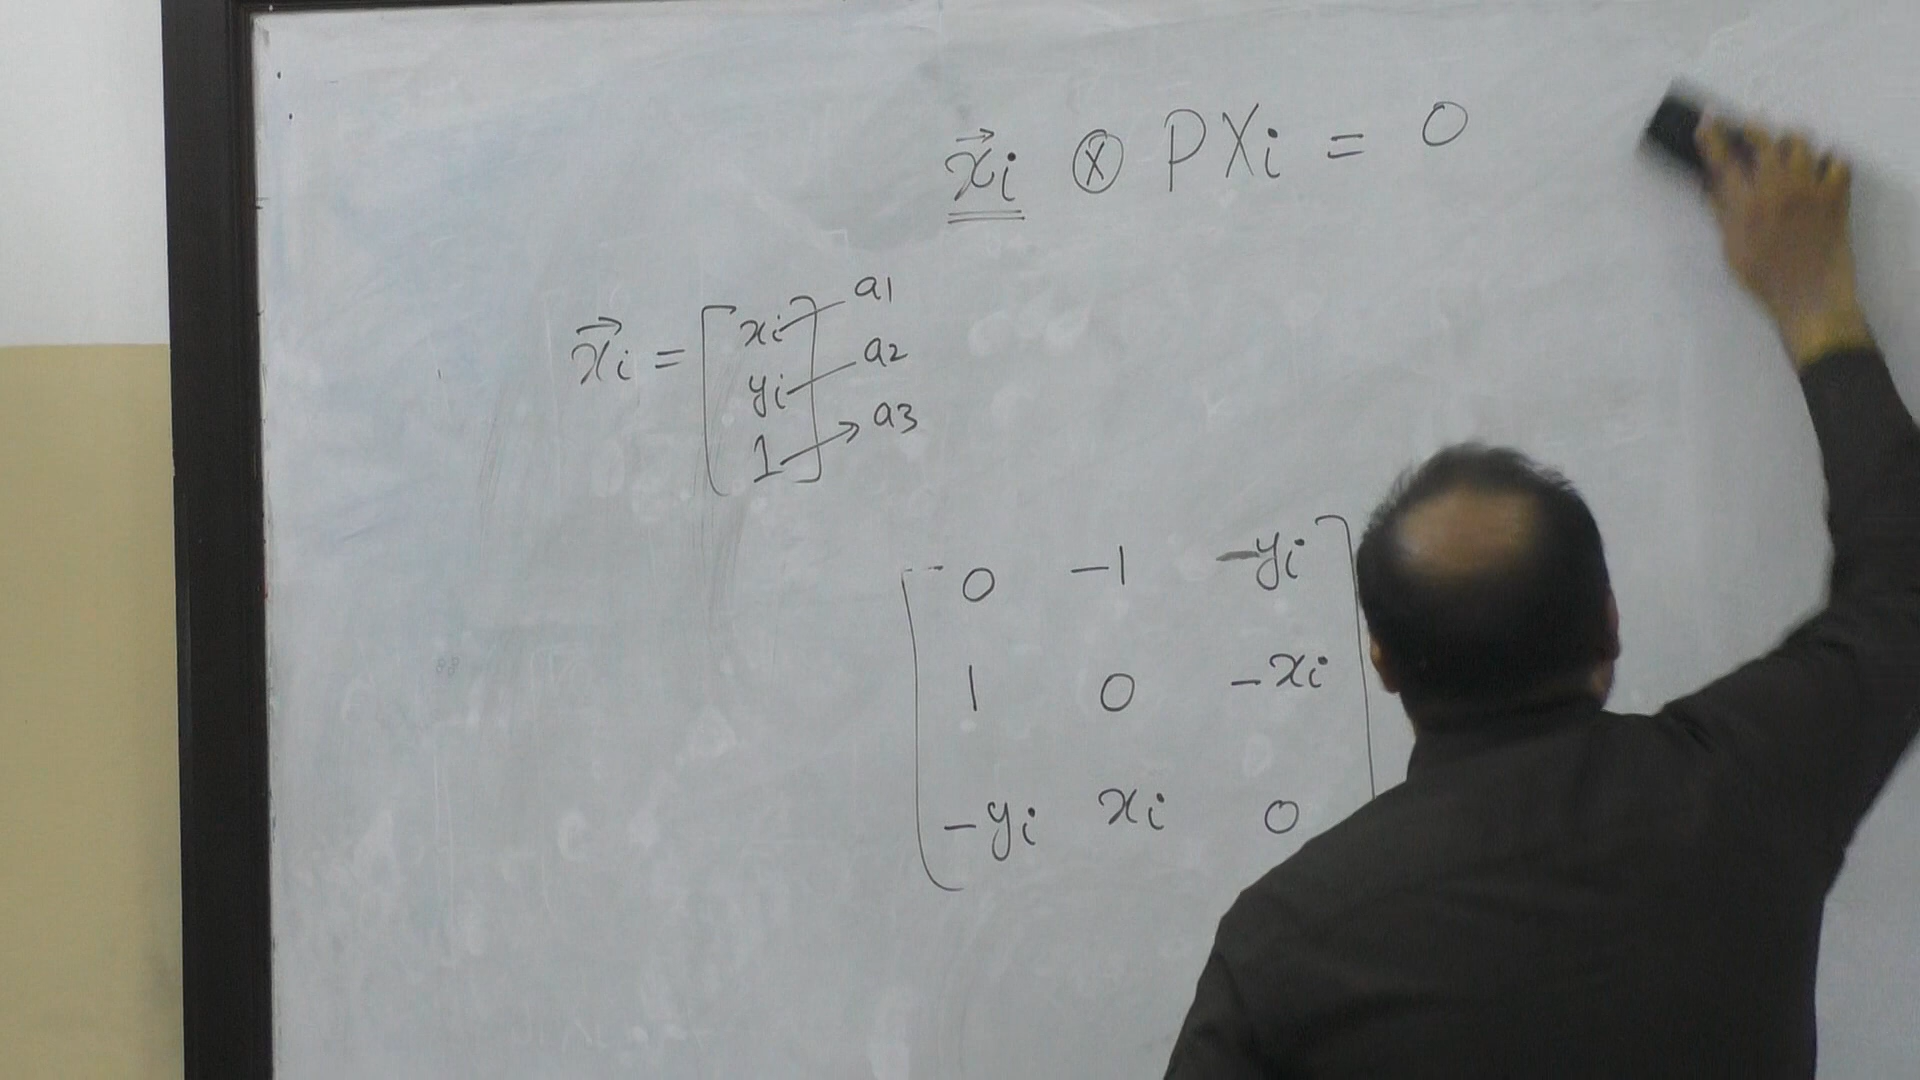 x⃗i ⊗ PXi = 0
x⃗i = [xi a1
yi a2
1] → a3
[0 -1 -yi
1 0 -xi
-yi xi 0]